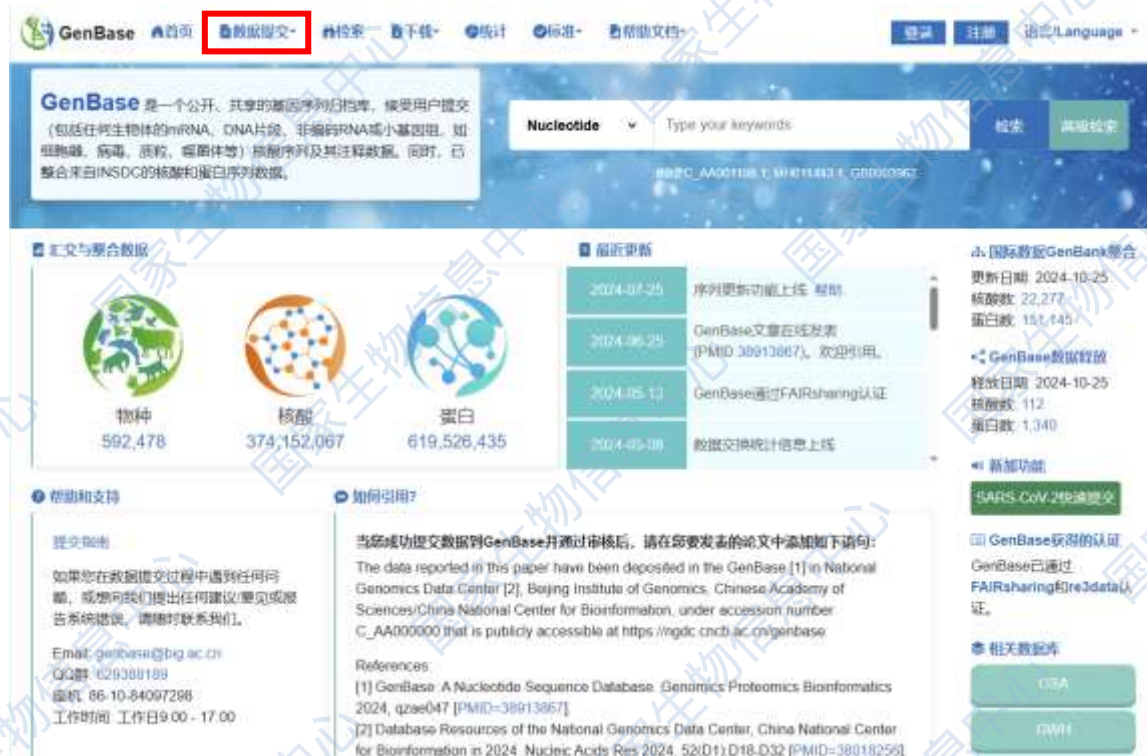 GenBase 首页 数据提交 检索 下载 统计 标准 帮助文档 登录 注册 语言/Language
GenBase 是一个公开、共享的基因序列归档库，接受用户提交
（包括任何生物体的mRNA、DNA片段、非编码RNA或小基因组，如
细胞器、病毒、质粒、噬菌体等）核酸序列及其注释数据。同时，已
整合来自INSDC的核酸和蛋白序列数据。
Nucleotide Type your keywords 检索 高级检索
汇交与整合数据
物种
592,478
核酸
374,152,067
蛋白
619,526,435
最近更新
2024-07-25 序列更新功能上线 帮助
2024-06-25 GenBase文章在线发表
(PMID 38913867)。欢迎引用。
2024-05-13 GenBase通过FAIRsharing认证
2024-05-08 数据交换统计信息上线
国际数据GenBank整合
更新日期 2024-10-25
核酸数 22,277
蛋白数 151,145
GenBase数据释放
释放日期 2024-10-25
核酸数 112
蛋白数 1,340
新加功能
SARS-CoV-2快速提交
GenBase获得的认证
GenBase已通过
FAIRsharing和re3data认
证。
相关数据库
GSA
GWH
帮助和支持
提交指南
如果您在数据提交过程中遇到任何问
题，或想向我们提出任何建议/意见或报
告系统错误，请随时联系我们。
Email: genbase@big.ac.cn
QQ群 629388189
座机 86-10-84097298
工作时间 工作日9:00 - 17:00
如何引用?
当您成功提交数据到GenBase并通过审核后，请在您要发表的论文中添加如下语句:
The data reported in this paper have been deposited in the GenBase [1] in National
Genomics Data Center [2], Beijing Institute of Genomics, Chinese Academy of
Sciences/China National Center for Bioinformation, under accession number
C_AA000000 that is publicly accessible at https://ngdc.cncb.ac.cn/genbase
References
[1] GenBase: A Nucleotide Sequence Database. Genomics Proteomics Bioinformatics
2024, qzae047 [PMID=38913867]
[2] Database Resources of the National Genomics Data Center, China National Center
for Bioinformation in 2024. Nucleic Acids Res 2024, 52(D1):D18-D32 [PMID=38018256]
国家生物信息中心